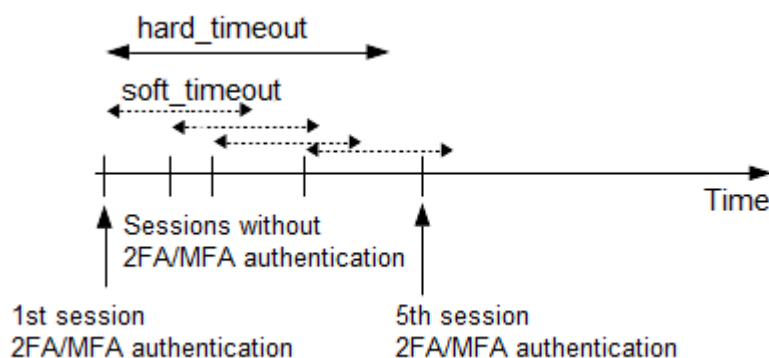 hard_timeout
soft_timeout
Time
Sessions without
2FA/MFA authentication
1st session
2FA/MFA authentication
5th session
2FA/MFA authentication